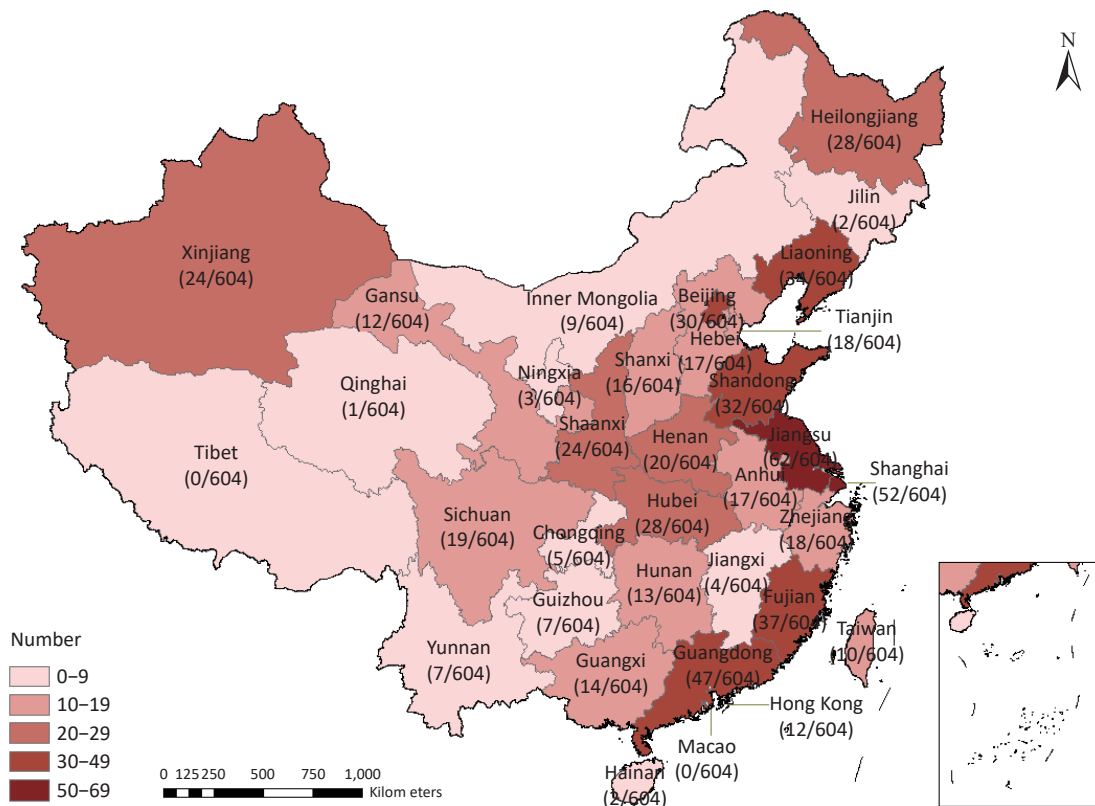 N
Heilongjiang
(28/604)
Jilin
(2/604)
Liaoning
(34/604)
Xinjiang
(24/604)
Gansu
(12/604)
Inner Mongolia
(9/604)
Beijing
(30/604)
Tianjin
(18/604)
Hebei
(17/604)
Shanxi
(16/604)
Ningxia
(3/604)
Qinghai
(1/604)
Shandong
(32/604)
Shaanxi
(24/604)
Henan
(20/604)
Jiangsu
(62/604)
Tibet
(0/604)
Anhui
(17/604)
Shanghai
(52/604)
Hubei
(28/604)
Sichuan
(19/604)
Chongqing
(5/604)
Zhejiang
(18/604)
Jiangxi
(4/604)
Hunan
(13/604)
Guizhou
(7/604)
Fujian
(37/604)
Taiwan
(10/604)
Yunnan
(7/604)
Guangxi
(14/604)
Guangdong
(47/604)
Hong Kong
(12/604)
Macao
(0/604)
Hainan
(2/604)
Number
0–9
10–19
20–29
30–49
50–69
0 125 250 500 750 1,000
Kilom eters